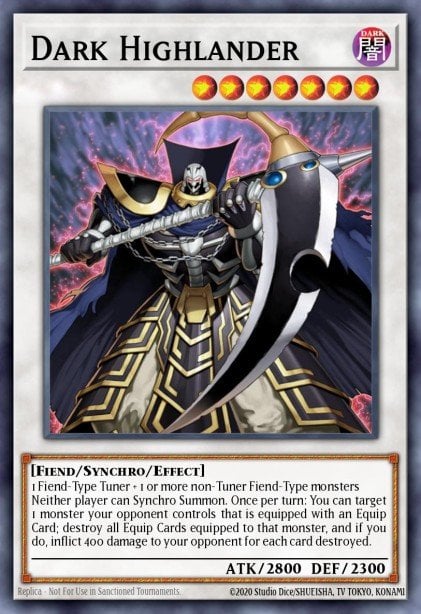 DARK HIGHLANDER
DARK
闇
[FIEND/SYNCHRO/EFFECT]
1 Fiend-Type Tuner + 1 or more non-Tuner Fiend-Type monsters
Neither player can Synchro Summon. Once per turn: You can target
1 monster your opponent controls that is equipped with an Equip
Card; destroy all Equip Cards equipped to that monster, and if you
do, inflict 400 damage to your opponent for each card destroyed.
ATK/2800 DEF/2300
Replica - Not For Use in Sanctioned Tournaments. ©2020 Studio Dice/SHUEISHA, TV TOKYO, KONAMI